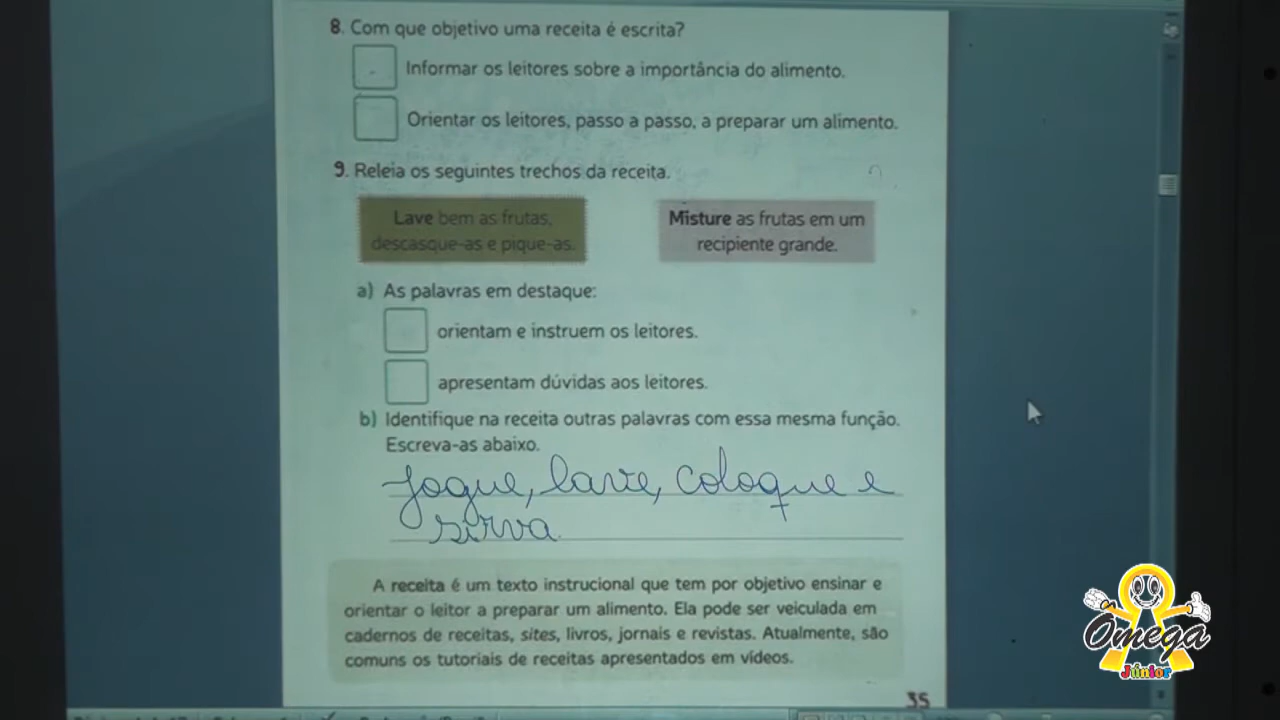 8. Com que objetivo uma receita é escrita?
Informar os leitores sobre a importância do alimento.
Orientar os leitores, passo a passo, a preparar um alimento.
9. Releia os seguintes trechos da receita.
Lave bem as frutas,
descasque-as e pique-as.
Misture as frutas em um
recipiente grande.
a) As palavras em destaque:
orientam e instruem os leitores.
apresentam dúvidas aos leitores.
b) Identifique na receita outras palavras com essa mesma função.
Escreva-as abaixo.
Jogue, lave, coloque e
sirva.
A receita é um texto instrucional que tem por objetivo ensinar e
orientar o leitor a preparar um alimento. Ela pode ser veiculada em
cadernos de receitas, sites, livros, jornais e revistas. Atualmente, são
comuns os tutoriais de receitas apresentados em vídeos.
35
Ômega
Júnior